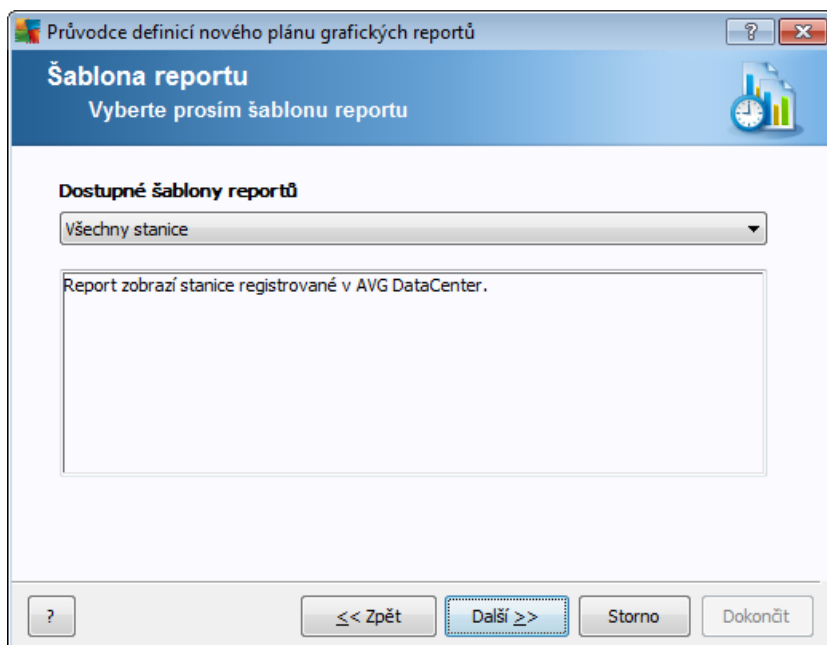 Průvodce definicí nového plánu grafických reportů
?
Šablona reportu
Vyberte prosím šablonu reportu
Dostupné šablony reportů
Všechny stanice
Report zobrazí stanice registrované v AVG DataCenter.
? << Zpět Další >> Storno Dokončit